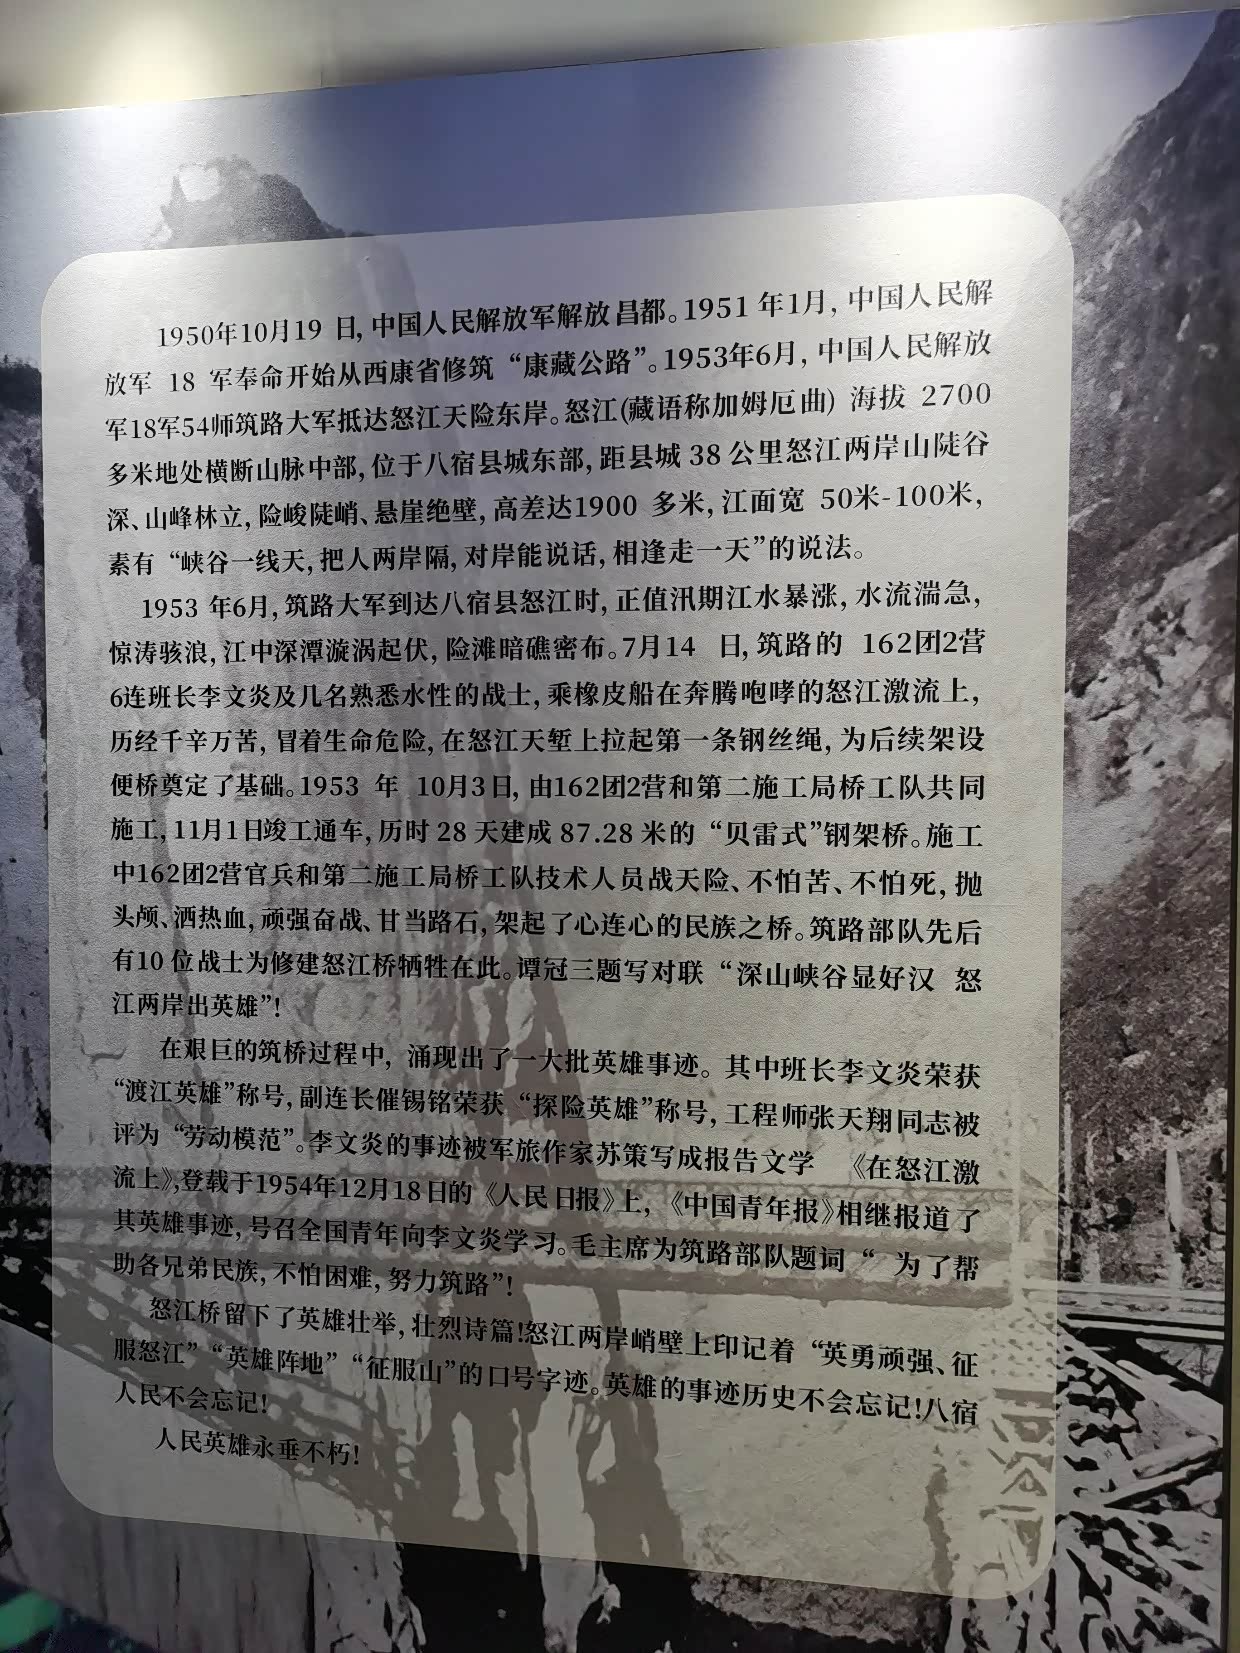 1950年10月19 日,中国人民解放军解放昌都。1951 年1月,中国人民解
放军 18 军奉命开始从西康省修筑“康藏公路”。1953年6月,中国人民解放
军18军54师筑路大军抵达怒江天险东岸。怒江(藏语称加姆厄曲)海拔 2700
多米地处横断山脉中部,位于八宿县城东部,距县城 38 公里怒江两岸山陡谷
深、山峰林立,险峻陡峭、悬崖绝壁,高差达1900 多米,江面宽 50米-100米,
素有“峡谷一线天,把人两岸隔,对岸能说话,相逢走一天”的说法。
1953 年6月,筑路大军到达八宿县怒江时,正值汛期江水暴涨,水流湍急,
惊涛骇浪,江中深潭漩涡起伏,险滩暗礁密布。7月14 日,筑路的 162团2营
6连班长李文炎及几名熟悉水性的战士,乘橡皮船在奔腾咆哮的怒江激流上,
历经千辛万苦,冒着生命危险,在怒江天堑上拉起第一条钢丝绳,为后续架设
便桥奠定了基础。1953 年 10月3日,由162团2营和第二施工局桥工队共同
施工,11月1日竣工通车,历时 28 天建成 87.28 米的“贝雷式”钢架桥。施工
中162团2营官兵和第二施工局桥工队技术人员战天险、不怕苦、不怕死,抛
头颅、洒热血,顽强奋战、甘当路石,架起了心连心的民族之桥。筑路部队先后
有10 位战士为修建怒江桥牺牲在此。谭冠三题写对联“深山峡谷显好汉 怒
江两岸出英雄”!
在艰巨的筑桥过程中,涌现出了一大批英雄事迹。其中班长李文炎荣获
“渡江英雄”称号,副连长催锡铭荣获“探险英雄”称号,工程师张天翔同志被
评为“劳动模范”。李文炎的事迹被军旅作家苏策写成报告文学 《在怒江激
流上》,登载于1954年12月18日的《人民日报》上,《中国青年报》相继报道了
其英雄事迹,号召全国青年向李文炎学习。毛主席为筑路部队题词“ 为了帮
助各兄弟民族,不怕困难,努力筑路”!
怒江桥留下了英雄壮举,壮烈诗篇!怒江两岸峭壁上印记着“英勇顽强、征
服怒江”“英雄阵地”“征服山”的口号字迹。英雄的事迹历史不会忘记!八宿
人民不会忘记!
人民英雄永垂不朽!